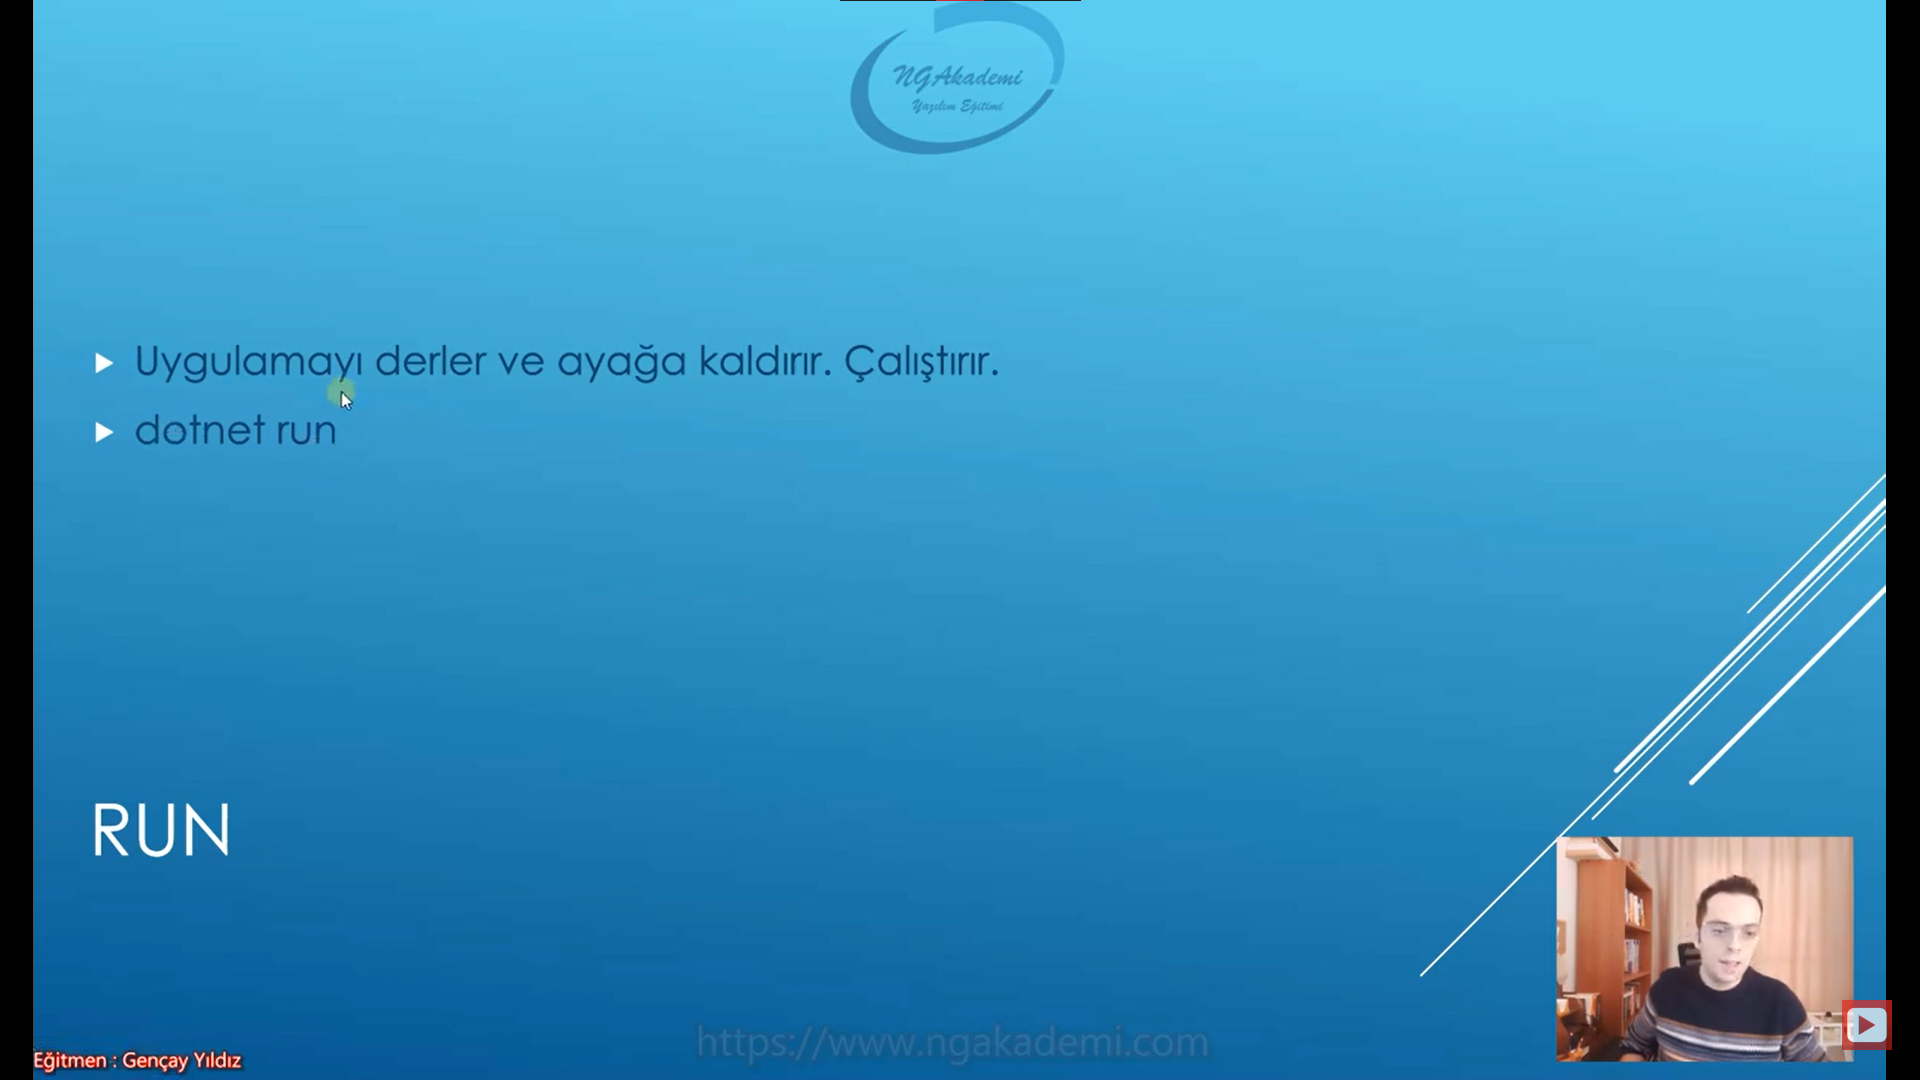 NGAkademi
Yazılım Eğitimi
Uygulamayı derler ve ayağa kaldırır. Çalıştırır.
dotnet run
RUN
https://www.ngakademi.com
Eğitmen : Gençay Yıldız